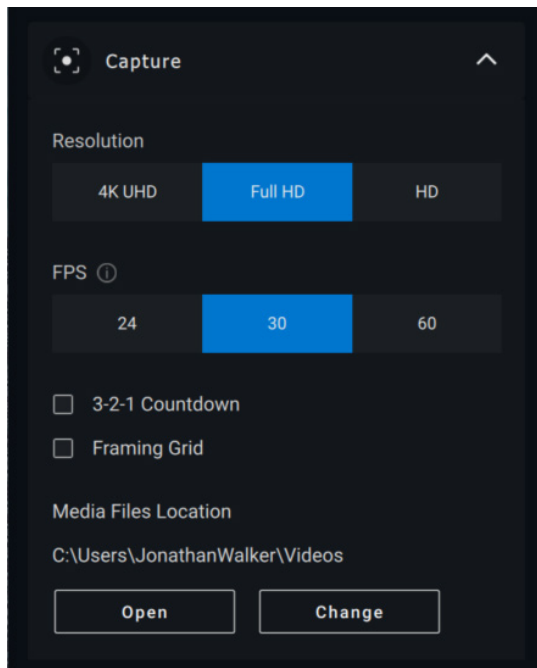 Capture
Resolution
4K UHD Full HD HD
FPS
24 30 60
3-2-1 Countdown
Framing Grid
Media Files Location
C:\Users\JonathanWalker\Videos
Open Change